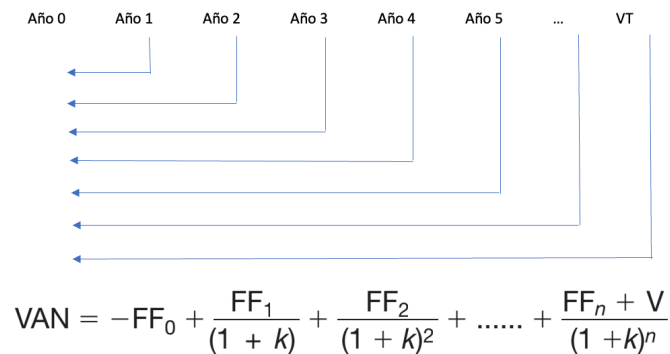 Año 0 Año 1 Año 2 Año 3 Año 4 Año 5 ... VT
VAN = −FF₀ + FF₁/(1 + k) + FF₂/(1 + k)² + ...... + FFₙ + V/(1 +k)ⁿ